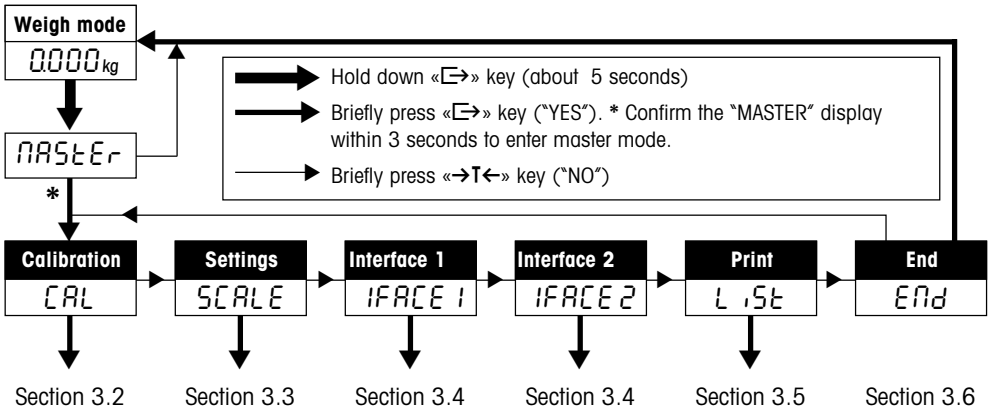 Weigh mode
0.000 kg
Hold down «⎘→» key (about 5 seconds)
Briefly press «⎘→» key ("YES"). * Confirm the "MASTER" display
within 3 seconds to enter master mode.
Briefly press «→T←» key ("NO")
MAStEr
*
Calibration Settings Interface 1 Interface 2 Print End
CAL SCALE IFACE 1 IFACE 2 LiSt End
Section 3.2 Section 3.3 Section 3.4 Section 3.4 Section 3.5 Section 3.6